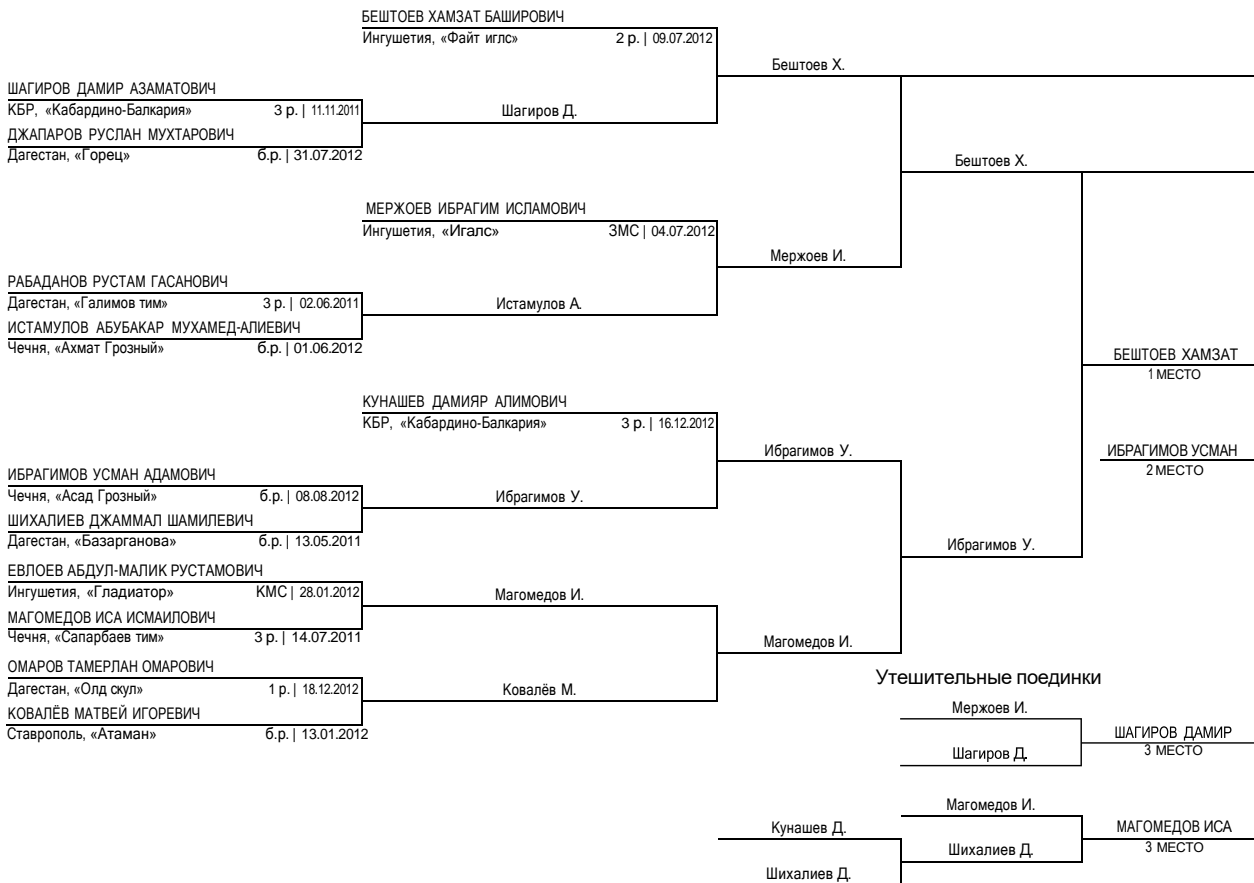 БЕШТОЕВ ХАМЗАТ БАШИРОВИЧ
Ингушетия, «Файт иглс» 2 р. | 09.07.2012
Бештоев Х.
ШАГИРОВ ДАМИР АЗАМАТОВИЧ
КБР, «Кабардино-Балкария» 3 р. | 11.11.2011
Шагиров Д.
ДЖАПАРОВ РУСЛАН МУХТАРОВИЧ
Дагестан, «Горец» б.р. | 31.07.2012
Бештоев Х.
МЕРЖОЕВ ИБРАГИМ ИСЛАМОВИЧ
Ингушетия, «Игалс» ЗМС | 04.07.2012
Мержоев И.
РАБАДАНОВ РУСТАМ ГАСАНОВИЧ
Дагестан, «Галимов тим» 3 р. | 02.06.2011
Истамулов А.
ИСТАМУЛОВ АБУБАКАР МУХАМЕД-АЛИЕВИЧ
Чечня, «Ахмат Грозный» б.р. | 01.06.2012
БЕШТОЕВ ХАМЗАТ
1 МЕСТО
КУНАШЕВ ДАМИЯР АЛИМОВИЧ
КБР, «Кабардино-Балкария» 3 р. | 16.12.2012
Ибрагимов У.
ИБРАГИМОВ УСМАН
2 МЕСТО
ИБРАГИМОВ УСМАН АДАМОВИЧ
Чечня, «Асад Грозный» б.р. | 08.08.2012
Ибрагимов У.
ШИХАЛИЕВ ДЖАММАЛ ШАМИЛЕВИЧ
Дагестан, «Базарганова» б.р. | 13.05.2011
Ибрагимов У.
ЕВЛОЕВ АБДУЛ-МАЛИК РУСТАМОВИЧ
Ингушетия, «Гладиатор» КМС | 28.01.2012
Магомедов И.
МАГОМЕДОВ ИСА ИСМАИЛОВИЧ
Чечня, «Сапарбаев тим» 3 р. | 14.07.2011
Магомедов И.
ОМАРОВ ТАМЕРЛАН ОМАРОВИЧ
Дагестан, «Олд скул» 1 р. | 18.12.2012
Ковалёв М.
КОВАЛЁВ МАТВЕЙ ИГОРЕВИЧ
Ставрополь, «Атаман» б.р. | 13.01.2012
Утешительные поединки
Мержоев И.
Шагиров Д.
ШАГИРОВ ДАМИР
3 МЕСТО
Магомедов И.
Кунашев Д.
Шихалиев Д.
МАГОМЕДОВ ИСА
3 МЕСТО
Шихалиев Д.